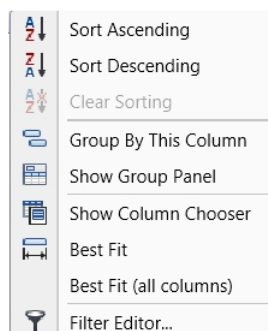 Sort Ascending
Sort Descending
Clear Sorting
Group By This Column
Show Group Panel
Show Column Chooser
Best Fit
Best Fit (all columns)
Filter Editor...